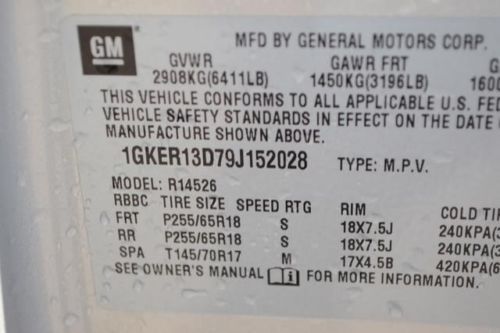 GM
MFD BY GENERAL MOTORS CORP.
GVWR GAWR FRT
2908KG(6411LB) 1450KG(3196LB)
THIS VEHICLE CONFORMS TO ALL APPLICABLE U.S.
VEHICLE SAFETY STANDARDS IN EFFECT ON THE DATE
MANUFACTURE SHOWN ABOVE.
1GKER13D79J152028 TYPE: M.P.V.
MODEL: R14526
RBBC TIRE SIZE SPEED RTG RIM COLD
FRT P255/65R18 S 18X7.5J 240KPA
RR P255/65R18 S 18X7.5J 240KPA
SPA T145/70R17 M 17X4.5B 420KPA
SEE OWNER'S MANUAL i FOR MORE INFORMATION.